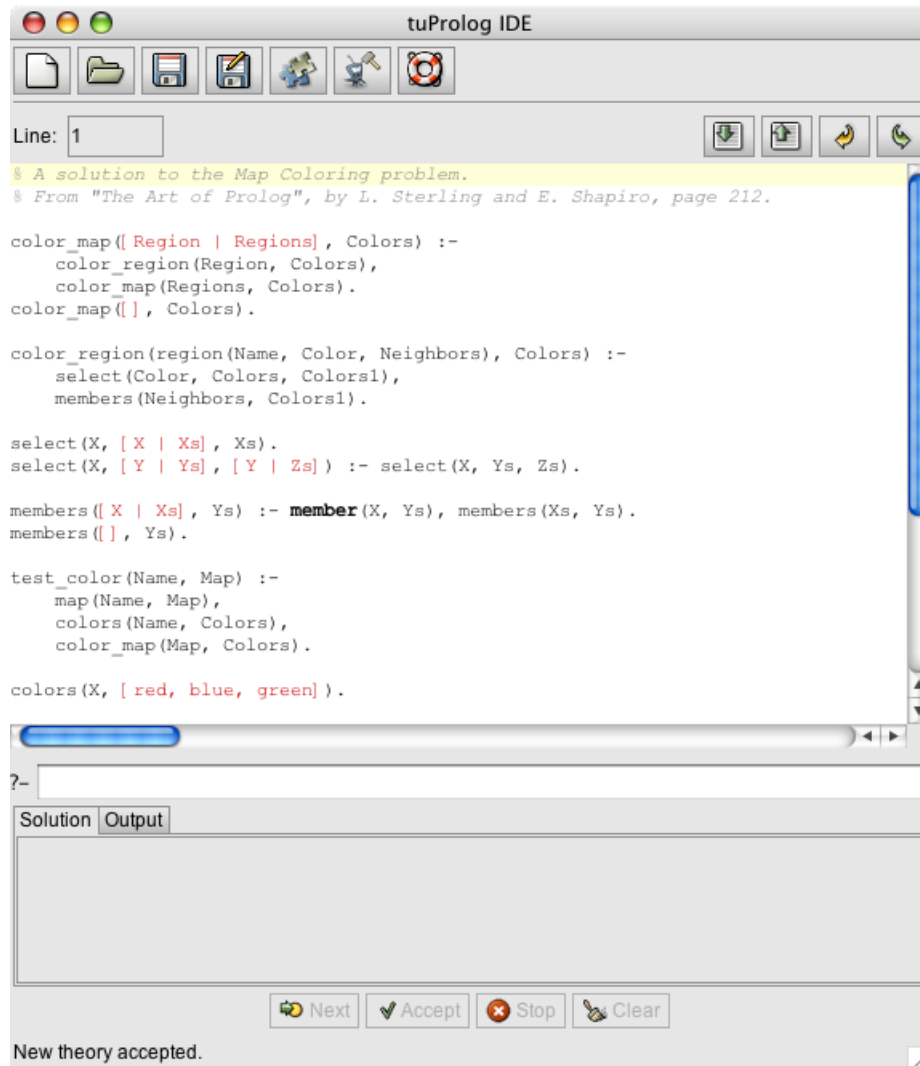 tuProlog IDE
Line: 1
% A solution to the Map Coloring problem.
% From "The Art of Prolog", by L. Sterling and E. Shapiro, page 212.
color_map([ Region | Regions], Colors) :-
color_region(Region, Colors),
color_map(Regions, Colors).
color_map([], Colors).
color_region(region(Name, Color, Neighbors), Colors) :-
select(Color, Colors, Colors1),
members(Neighbors, Colors1).
select(X, [ X | Xs], Xs).
select(X, [ Y | Ys], [ Y | Zs]) :- select(X, Ys, Zs).
members([ X | Xs], Ys) :- member(X, Ys), members(Xs, Ys).
members([], Ys).
test_color(Name, Map) :-
map(Name, Map),
colors(Name, Colors),
color_map(Map, Colors).
colors(X, [ red, blue, green]).
?-
Solution Output
Next Accept Stop Clear
New theory accepted.